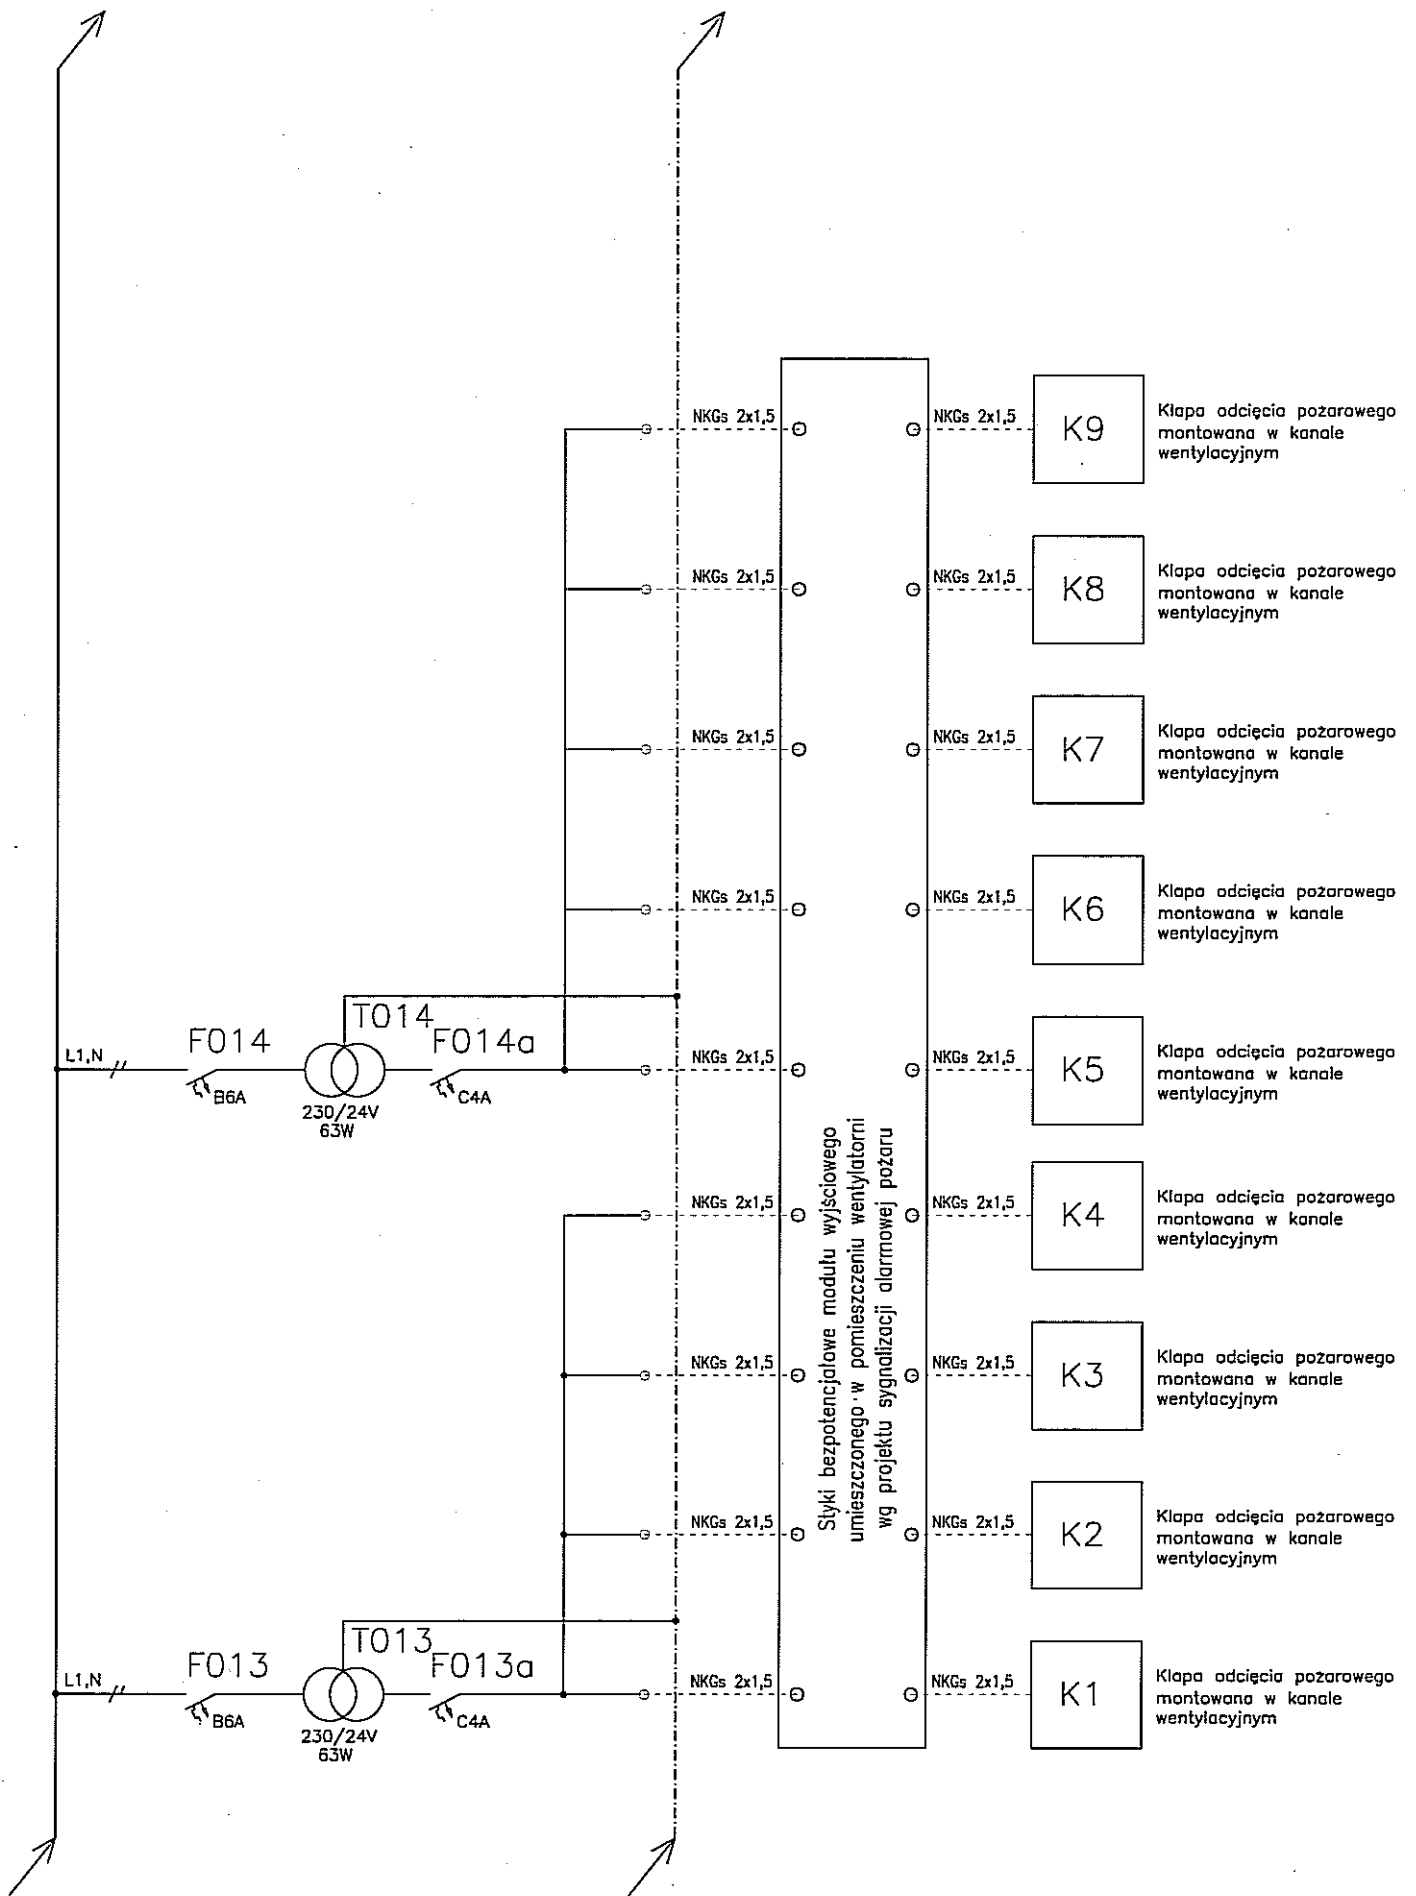 NKGs 2x1,5
NKGs 2x1,5
K9
Klapa odcięcia pożarowego
montowana w kanale
wentylacyjnym
NKGs 2x1,5
NKGs 2x1,5
K8
Klapa odcięcia pożarowego
montowana w kanale
wentylacyjnym
NKGs 2x1,5
NKGs 2x1,5
K7
Klapa odcięcia pożarowego
montowana w kanale
wentylacyjnym
NKGs 2x1,5
NKGs 2x1,5
K6
Klapa odcięcia pożarowego
montowana w kanale
wentylacyjnym
L1,N
F014
B6A
T014
230/24V
63W
F014a
C4A
NKGs 2x1,5
NKGs 2x1,5
K5
Klapa odcięcia pożarowego
montowana w kanale
wentylacyjnym
Styki bezpotencjałowe modułu wyjściowego
umieszczonego w pomieszczeniu wentylatorni
wg projektu sygnalizacji alarmowej pożaru
NKGs 2x1,5
NKGs 2x1,5
K4
Klapa odcięcia pożarowego
montowana w kanale
wentylacyjnym
NKGs 2x1,5
NKGs 2x1,5
K3
Klapa odcięcia pożarowego
montowana w kanale
wentylacyjnym
NKGs 2x1,5
NKGs 2x1,5
K2
Klapa odcięcia pożarowego
montowana w kanale
wentylacyjnym
L1,N
F013
B6A
T013
230/24V
63W
F013a
C4A
NKGs 2x1,5
NKGs 2x1,5
K1
Klapa odcięcia pożarowego
montowana w kanale
wentylacyjnym